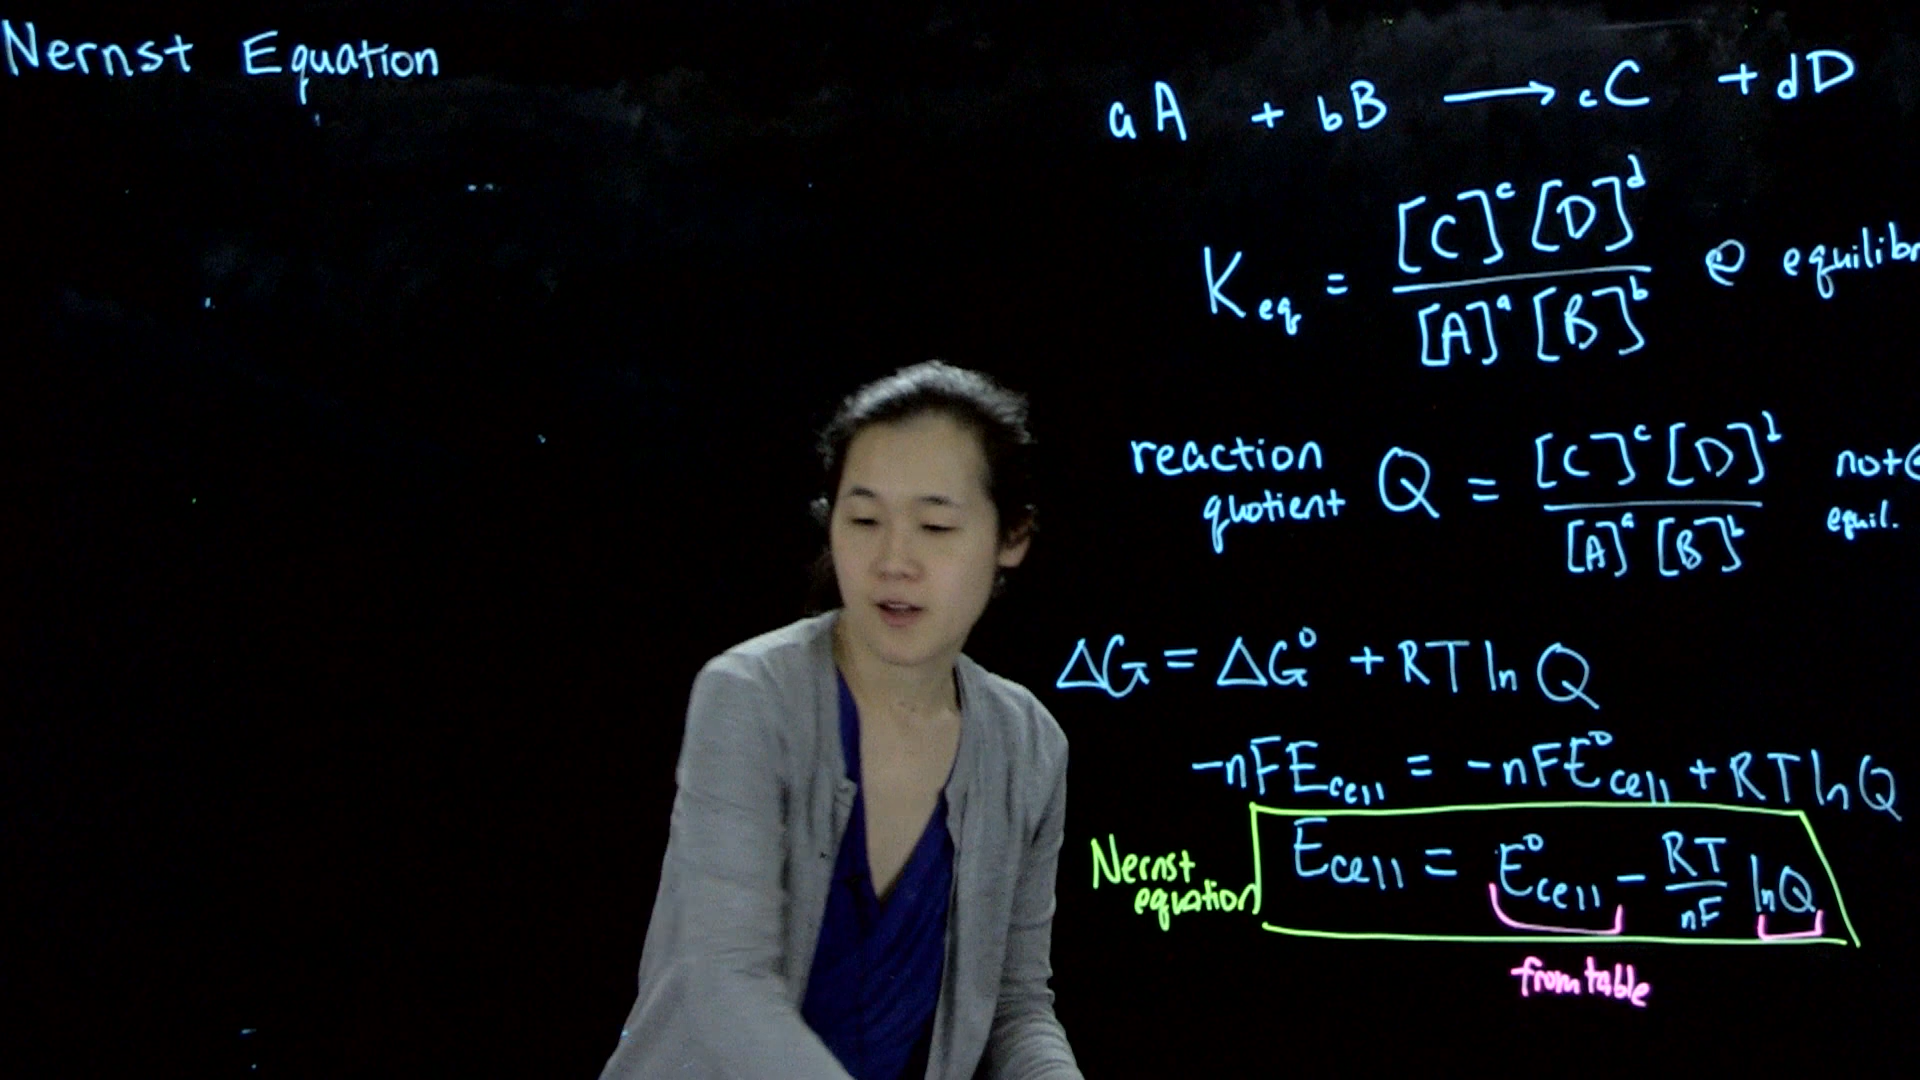 Nernst Equation
aA + bB → cC + dD
Keq = [C]^c [D]^d / [A]^a [B]^b @ equilibr
reaction quotient Q = [C]^c [D]^d / [A]^a [B]^b not @ equil.
ΔG = ΔG° + RT ln Q
-nFEcell = -nFE°cell + RT ln Q
Nernst equation Ecell = E°cell - RT/nF lnQ
from table